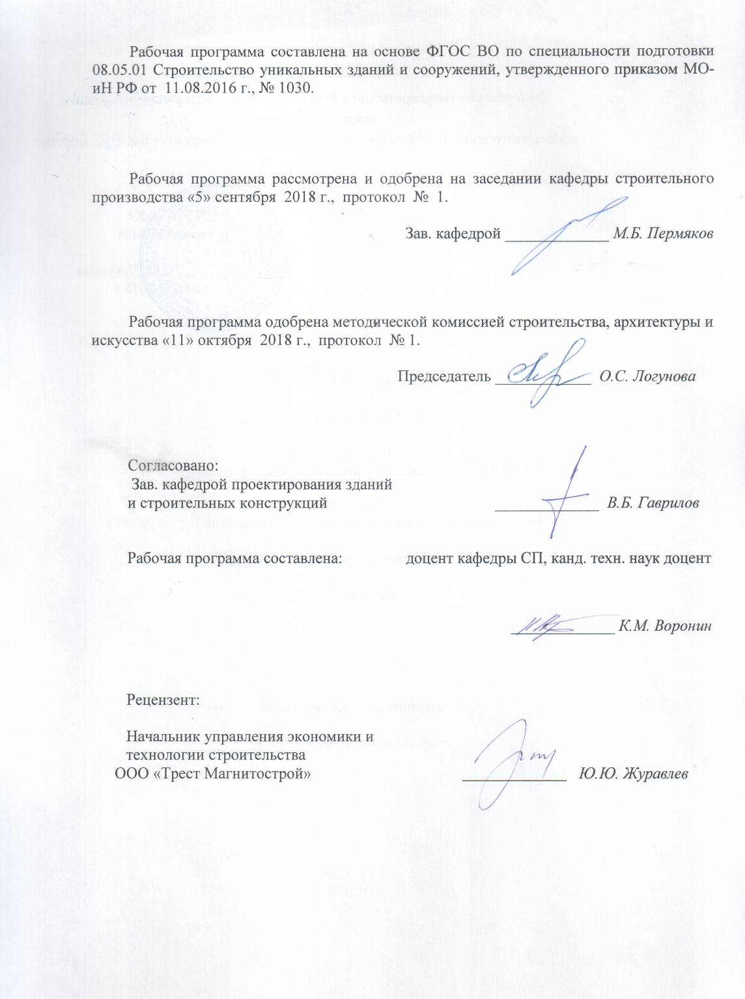 Рабочая программа составлена на основе ФГОС ВО по специальности подготовки
08.05.01 Строительство уникальных зданий и сооружений, утвержденного приказом МО-
иН РФ от 11.08.2016 г., № 1030.
Рабочая программа рассмотрена и одобрена на заседании кафедры строительного
производства «5» сентября 2018 г., протокол № 1.
Зав. кафедрой _____________ М.Б. Пермяков
Рабочая программа одобрена методической комиссией строительства, архитектуры и
искусства «11» октября 2018 г., протокол № 1.
Председатель ____________ О.С. Логунова
Согласовано:
Зав. кафедрой проектирования зданий
и строительных конструкций _____________ В.Б. Гаврилов
Рабочая программа составлена: доцент кафедры СП, канд. техн. наук доцент
_____________ К.М. Воронин
Рецензент:
Начальник управления экономики и
технологии строительства
ООО «Трест Магнитострой» _____________ Ю.Ю. Журавлев